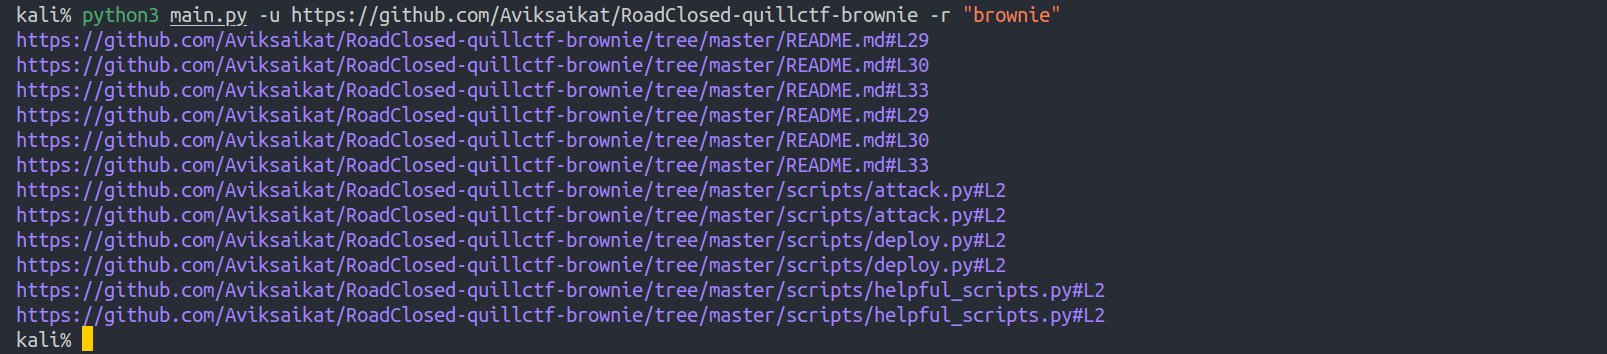 kali% python3 main.py -u https://github.com/Aviksaikat/RoadClosed-quillctf-brownie -r "brownie"
https://github.com/Aviksaikat/RoadClosed-quillctf-brownie/tree/master/README.md#L29
https://github.com/Aviksaikat/RoadClosed-quillctf-brownie/tree/master/README.md#L30
https://github.com/Aviksaikat/RoadClosed-quillctf-brownie/tree/master/README.md#L33
https://github.com/Aviksaikat/RoadClosed-quillctf-brownie/tree/master/README.md#L29
https://github.com/Aviksaikat/RoadClosed-quillctf-brownie/tree/master/README.md#L30
https://github.com/Aviksaikat/RoadClosed-quillctf-brownie/tree/master/README.md#L33
https://github.com/Aviksaikat/RoadClosed-quillctf-brownie/tree/master/scripts/attack.py#L2
https://github.com/Aviksaikat/RoadClosed-quillctf-brownie/tree/master/scripts/attack.py#L2
https://github.com/Aviksaikat/RoadClosed-quillctf-brownie/tree/master/scripts/deploy.py#L2
https://github.com/Aviksaikat/RoadClosed-quillctf-brownie/tree/master/scripts/deploy.py#L2
https://github.com/Aviksaikat/RoadClosed-quillctf-brownie/tree/master/scripts/helpful_scripts.py#L2
https://github.com/Aviksaikat/RoadClosed-quillctf-brownie/tree/master/scripts/helpful_scripts.py#L2
kali%